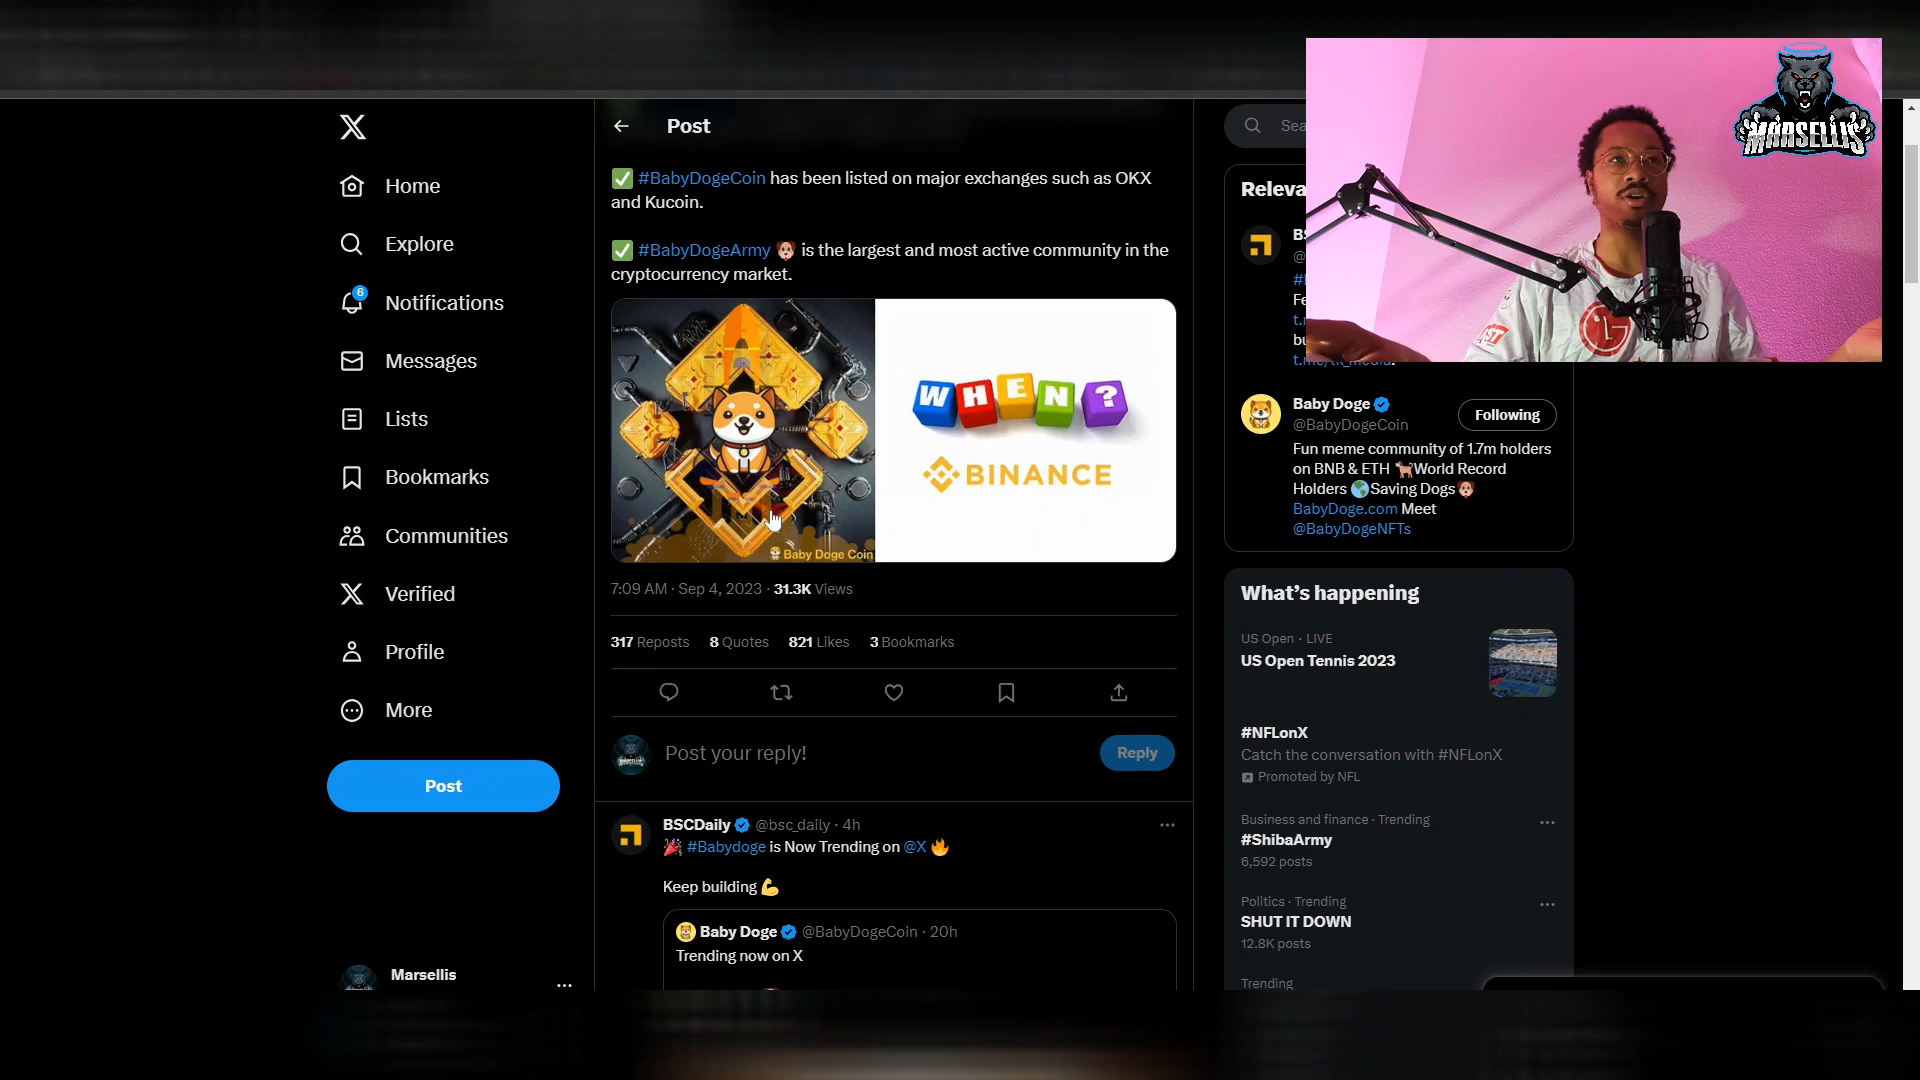 MARSELLIS
Post
Sea
Home
Explore
6
Notifications
Messages
Lists
Bookmarks
Communities
Verified
Profile
More
Post
Marsellis
✅ #BabyDogeCoin has been listed on major exchanges such as OKX
and Kucoin.
✅ #BabyDogeArmy 🐶 is the largest and most active community in the
cryptocurrency market.
Baby Doge Coin
WHEN?
BINANCE
7:09 AM · Sep 4, 2023 · 31.3K Views
317 Reposts 8 Quotes 821 Likes 3 Bookmarks
Post your reply!
Reply
BSCDaily @bsc_daily · 4h
🎉 #Babydoge is Now Trending on @X 🔥
Keep building 💪
Baby Doge @BabyDogeCoin · 20h
Trending now on X
Releva
BS
@
#
Fe
t.
bu
t.me/tk_media.
LG
Baby Doge
@BabyDogeCoin
Following
Fun meme community of 1.7m holders
on BNB & ETH 🐕World Record
Holders 🌎Saving Dogs🐶
BabyDoge.com Meet
@BabyDogeNFTs
What's happening
US Open · LIVE
US Open Tennis 2023
#NFLonX
Catch the conversation with #NFLonX
Promoted by NFL
Business and finance · Trending
#ShibaArmy
6,592 posts
Politics · Trending
SHUT IT DOWN
12.8K posts
Trending